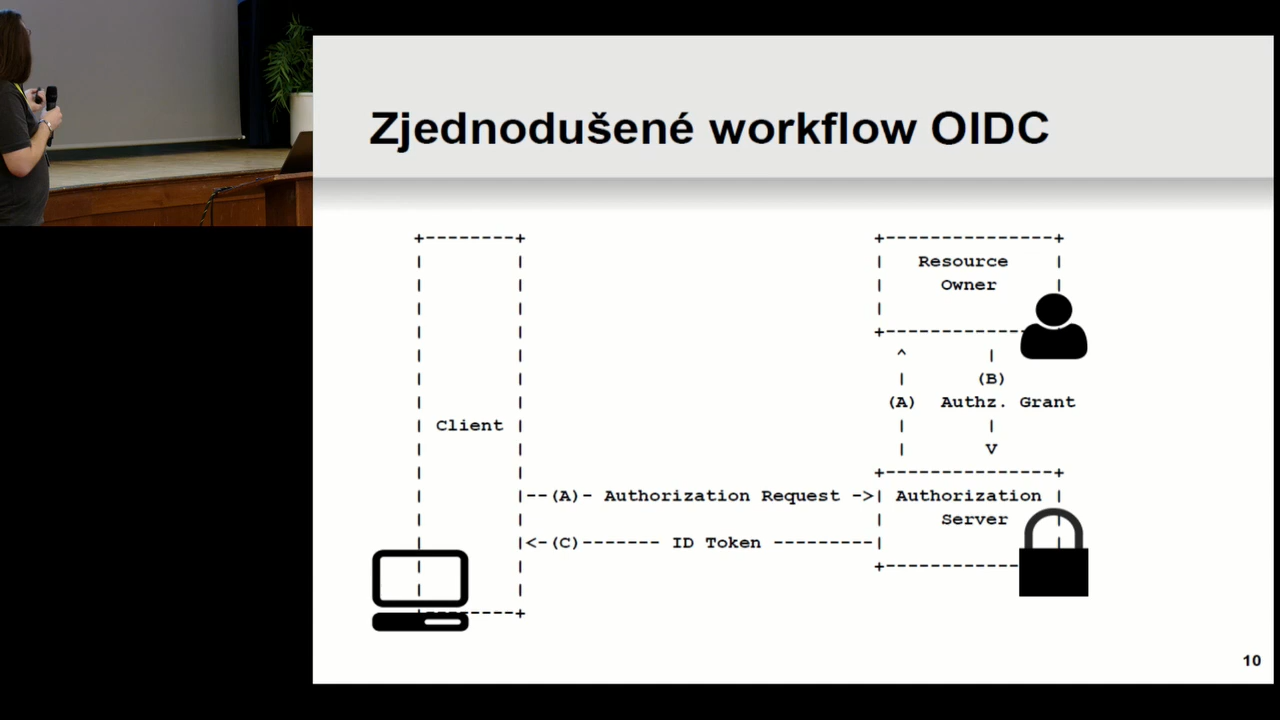 Zjednodušené workflow OIDC
Resource
Owner
(B)
(A) Authz. Grant
Client
--(A)- Authorization Request ->
Authorization
Server
<-(C)------- ID Token ---------
10